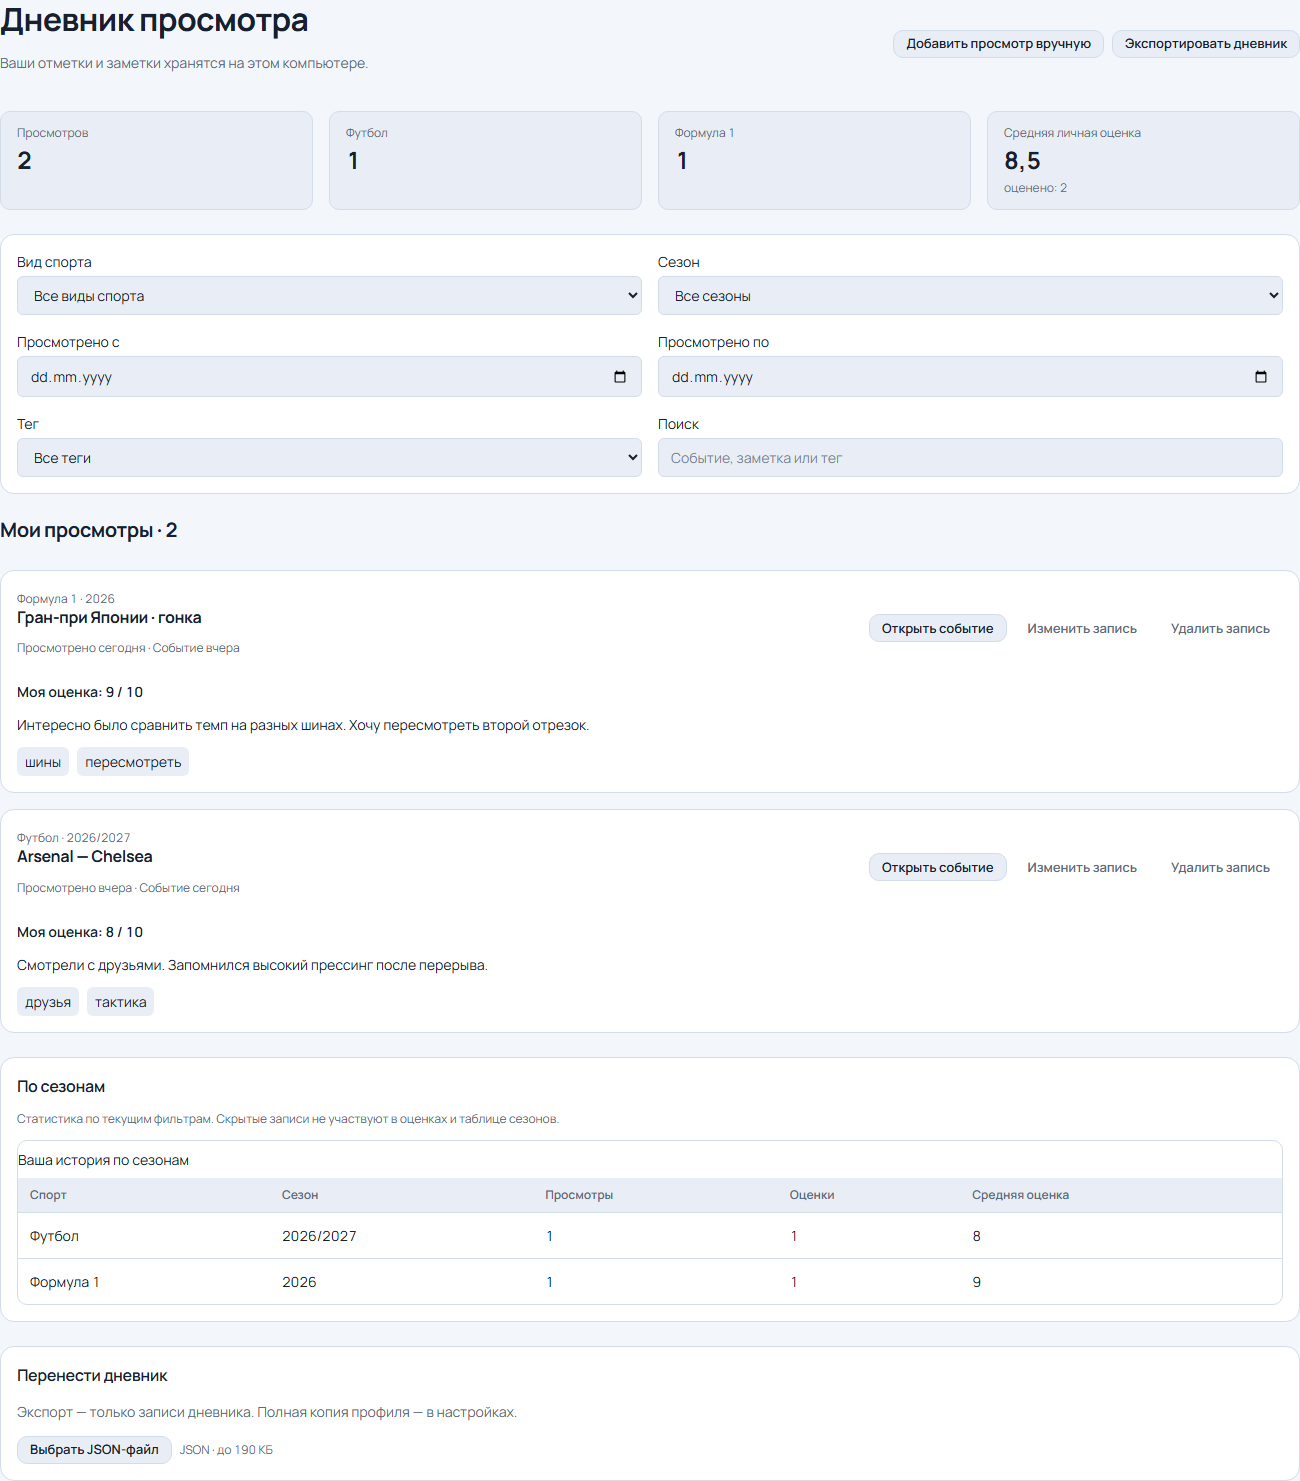 Дневник просмотра
Ваши отметки и заметки хранятся на этом компьютере.
Добавить просмотр вручную
Экспортировать дневник
Просмотров
2
Футбол
1
Формула 1
1
Средняя личная оценка
8,5
оценено: 2
Вид спорта
Все виды спорта
Сезон
Все сезоны
Просмотрено с
dd.mm.yyyy
Просмотрено по
dd.mm.yyyy
Тег
Все теги
Поиск
Событие, заметка или тег
Мои просмотры · 2
Формула 1 · 2026
Гран-при Японии · гонка
Просмотрено сегодня · Событие вчера
Открыть событие
Изменить запись
Удалить запись
Моя оценка: 9 / 10
Интересно было сравнить темп на разных шинах. Хочу пересмотреть второй отрезок.
шины
пересмотреть
Футбол · 2026/2027
Arsenal — Chelsea
Просмотрено вчера · Событие сегодня
Открыть событие
Изменить запись
Удалить запись
Моя оценка: 8 / 10
Смотрели с друзьями. Запомнился высокий прессинг после перерыва.
друзья
тактика
По сезонам
Статистика по текущим фильтрам. Скрытые записи не участвуют в оценках и таблице сезонов.
Ваша история по сезонам
Спорт Сезон Просмотры Оценки Средняя оценка
Футбол 2026/2027 1 1 8
Формула 1 2026 1 1 9
Перенести дневник
Экспорт — только записи дневника. Полная копия профиля — в настройках.
Выбрать JSON-файл
JSON · до 190 КБ